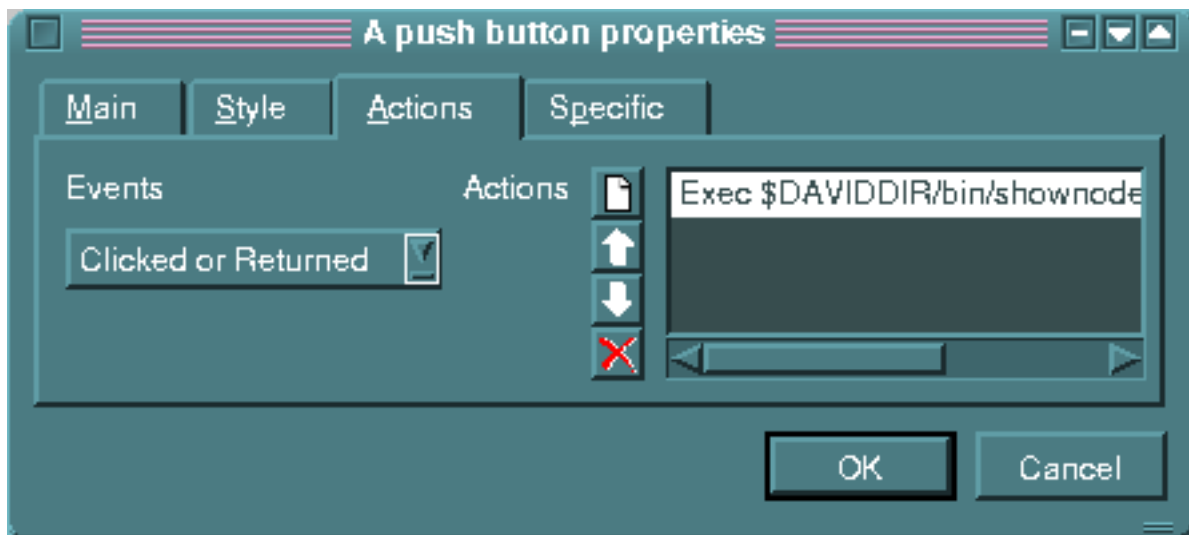 A push button properties
Main Style Actions Specific
Events Actions Exec $DAVIDDIR/bin/shownode
Clicked or Returned
OK Cancel